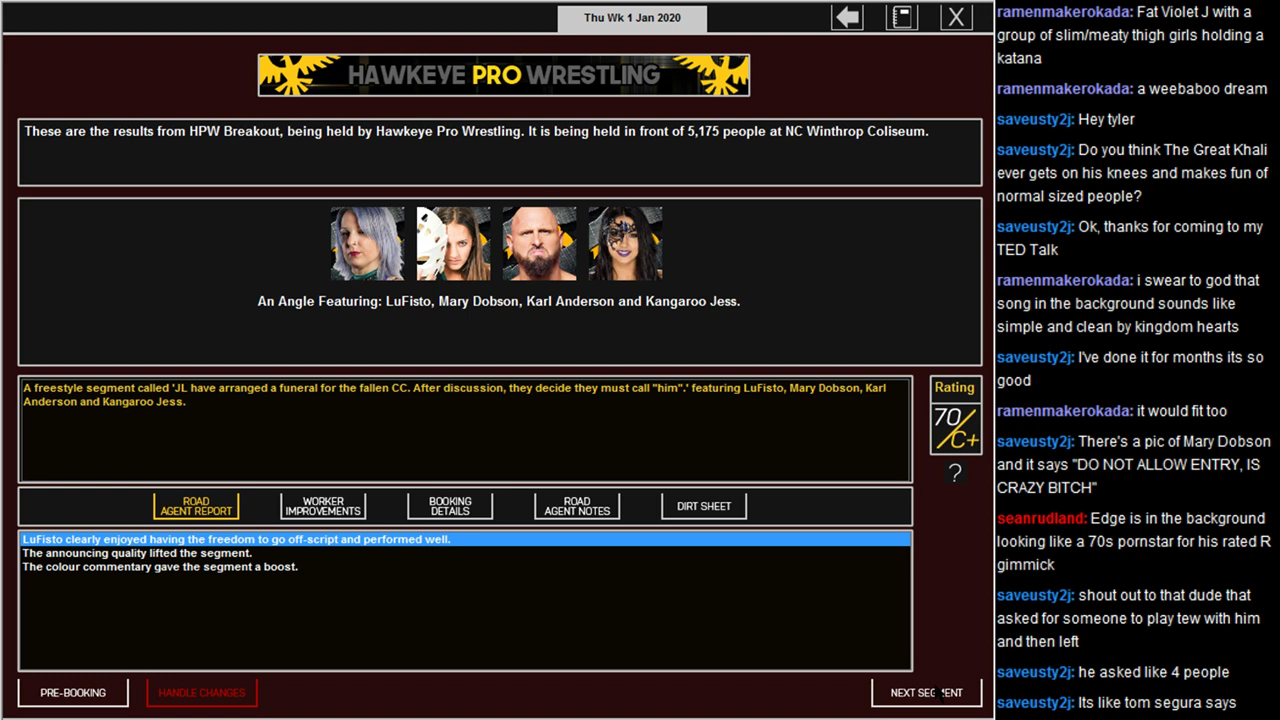 Thu Wk 1 Jan 2020
HAWKEYE PRO WRESTLING
These are the results from HPW Breakout, being held by Hawkeye Pro Wrestling. It is being held in front of 5,175 people at NC Winthrop Coliseum.
An Angle Featuring: LuFisto, Mary Dobson, Karl Anderson and Kangaroo Jess.
A freestyle segment called 'JL have arranged a funeral for the fallen CC. After discussion, they decide they must call "him".' featuring LuFisto, Mary Dobson, Karl
Anderson and Kangaroo Jess.
Rating
70/C+
?
ROAD
AGENT REPORT
WORKER
IMPROVEMENTS
BOOKING
DETAILS
ROAD
AGENT NOTES
DIRT SHEET
LuFisto clearly enjoyed having the freedom to go off-script and performed well.
The announcing quality lifted the segment.
The colour commentary gave the segment a boost.
PRE-BOOKING
HANDLE CHANGES
NEXT SEGMENT
ramenmakerokada: Fat Violet J with a
group of slim/meaty thigh girls holding a
katana
ramenmakerokada: a weebaboo dream
saveusty2j: Hey tyler
saveusty2j: Do you think The Great Khali
ever gets on his knees and makes fun of
normal sized people?
saveusty2j: Ok, thanks for coming to my
TED Talk
ramenmakerokada: i swear to god that
song in the background sounds like
simple and clean by kingdom hearts
saveusty2j: I've done it for months its so
good
ramenmakerokada: it would fit too
saveusty2j: There's a pic of Mary Dobson
and it says "DO NOT ALLOW ENTRY, IS
CRAZY BITCH"
seanrudland: Edge is in the background
looking like a 70s pornstar for his rated R
gimmick
saveusty2j: shout out to that dude that
asked for someone to play tew with him
and then left
saveusty2j: he asked like 4 people
saveusty2j: Its like tom segura says